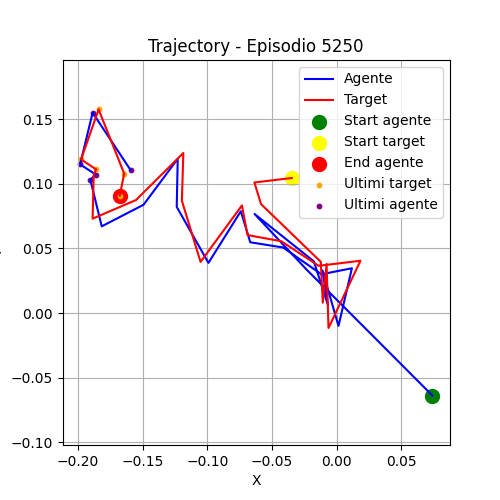 Trajectory - Episodio 5250
Agente
Target
Start agente
Start target
End agente
Ultimi target
Ultimi agente
0.15
0.10
0.05
0.00
−0.05
−0.10
−0.20
−0.15
−0.10
−0.05
0.00
0.05
X